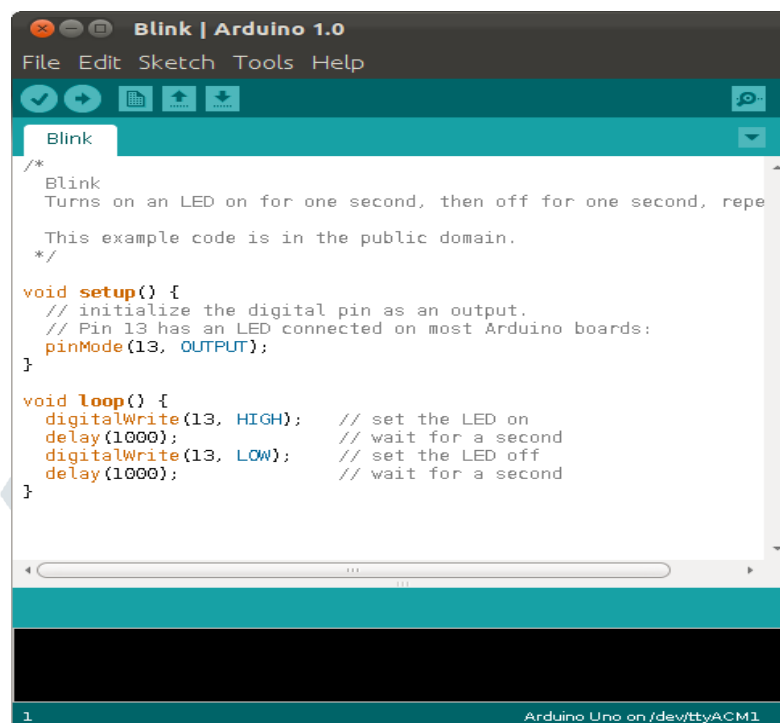 Blink | Arduino 1.0
File Edit Sketch Tools Help
Blink
/*
  Blink
  Turns on an LED on for one second, then off for one second, repe

  This example code is in the public domain.
 */

void setup() {
  // initialize the digital pin as an output.
  // Pin 13 has an LED connected on most Arduino boards:
  pinMode(13, OUTPUT);
}

void loop() {
  digitalWrite(13, HIGH);   // set the LED on
  delay(1000);              // wait for a second
  digitalWrite(13, LOW);    // set the LED off
  delay(1000);              // wait for a second
}
1
Arduino Uno on /dev/ttyACM1